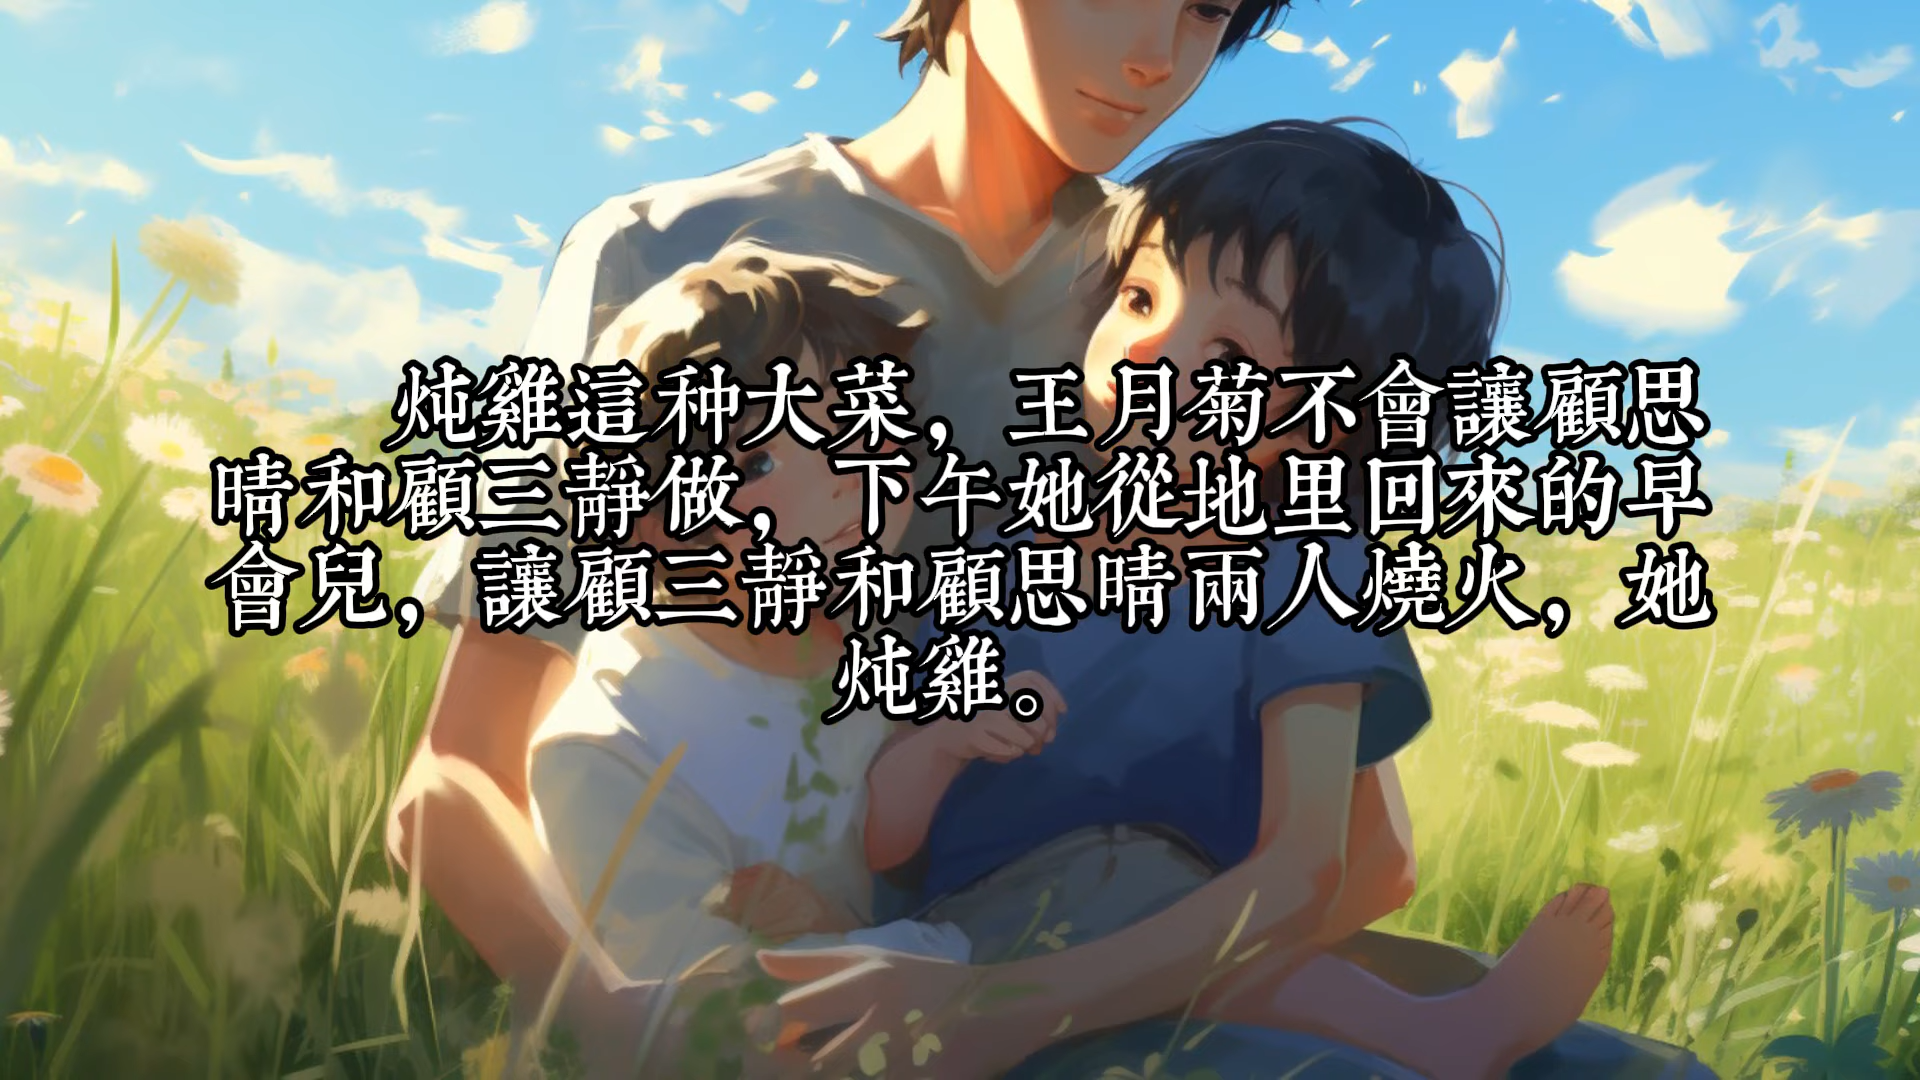 炖雞這种大菜，王月菊不會讓顧思
晴和顧三靜做，下午她從地里回來的早
會兒，讓顧三靜和顧思晴兩人燒火，她
炖雞。